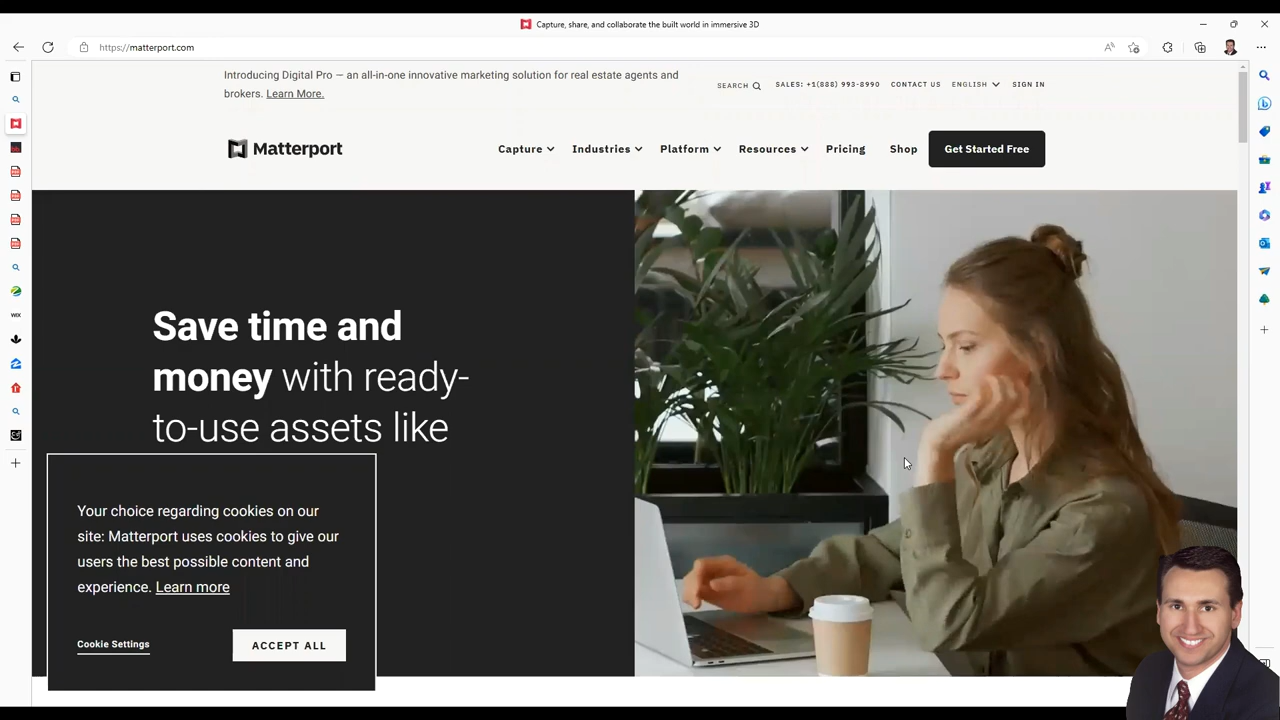 Capture, share, and collaborate the built world in immersive 3D
https://matterport.com
Introducing Digital Pro — an all-in-one innovative marketing solution for real estate agents and
brokers. Learn More.
SEARCH SALES: +1(888) 993-8990 CONTACT US ENGLISH SIGN IN
Matterport
Capture Industries Platform Resources Pricing Shop Get Started Free
Save time and
money with ready-
to-use assets like
Your choice regarding cookies on our
site: Matterport uses cookies to give our
users the best possible content and
experience. Learn more
Cookie Settings ACCEPT ALL
WIX